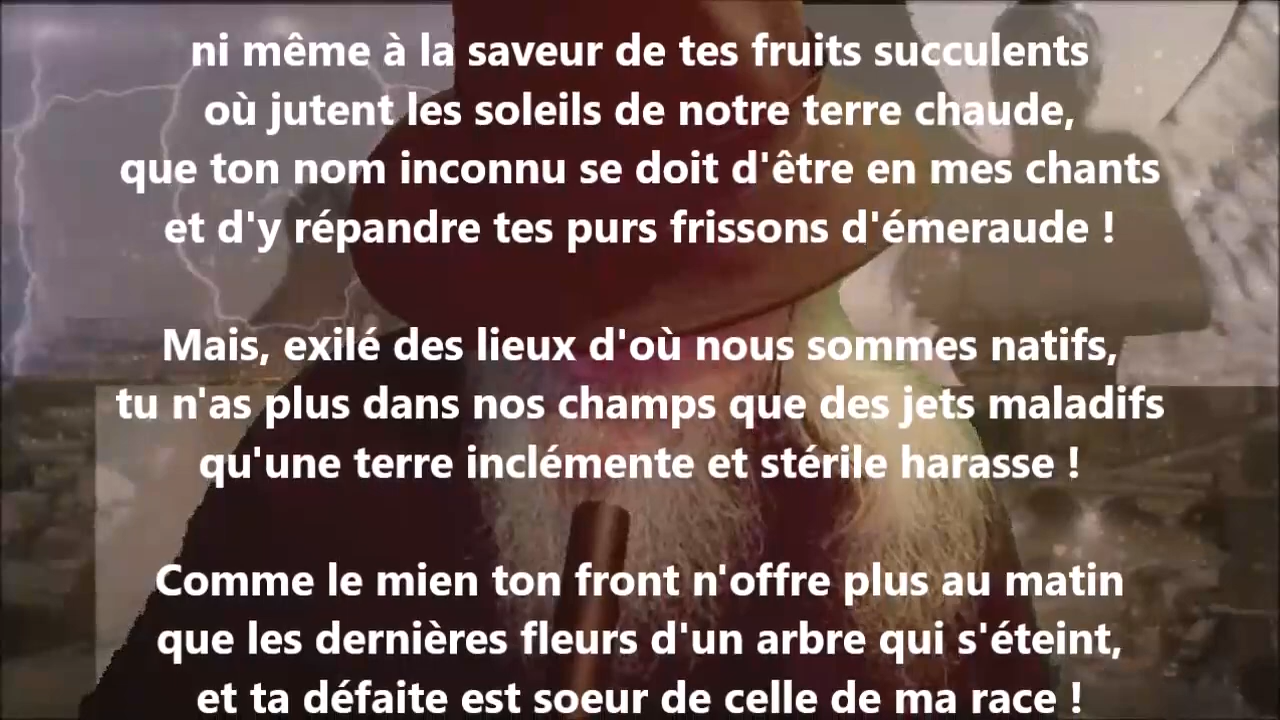 ni même à la saveur de tes fruits succulents
où jutent les soleils de notre terre chaude,
que ton nom inconnu se doit d'être en mes chants
et d'y répandre tes purs frissons d'émeraude !
Mais, exilé des lieux d'où nous sommes natifs,
tu n'as plus dans nos champs que des jets maladifs
qu'une terre inclémente et stérile harasse !
Comme le mien ton front n'offre plus au matin
que les dernières fleurs d'un arbre qui s'éteint,
et ta défaite est soeur de celle de ma race !